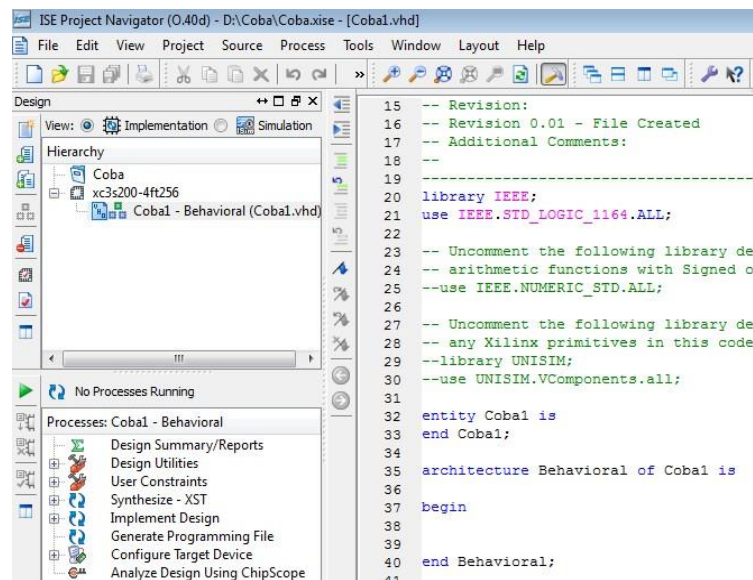 ISE Project Navigator (O.40d) - D:\Coba\Coba.xise - [Coba1.vhd]
File Edit View Project Source Process Tools Window Layout Help
Design
View: Implementation Simulation
Hierarchy
Coba
xc3s200-4ft256
Coba1 - Behavioral (Coba1.vhd)
No Processes Running
Processes: Coba1 - Behavioral
Design Summary/Reports
Design Utilities
User Constraints
Synthesize - XST
Implement Design
Generate Programming File
Configure Target Device
Analyze Design Using ChipScope
15 -- Revision:
16 -- Revision 0.01 - File Created
17 -- Additional Comments:
18 --
19 ----------------------------------
20 library IEEE;
21 use IEEE.STD_LOGIC_1164.ALL;
22
23 -- Uncomment the following library de
24 -- arithmetic functions with Signed o
25 --use IEEE.NUMERIC_STD.ALL;
26
27 -- Uncomment the following library de
28 -- any Xilinx primitives in this code
29 --library UNISIM;
30 --use UNISIM.VComponents.all;
31
32 entity Coba1 is
33 end Coba1;
34
35 architecture Behavioral of Coba1 is
36
37 begin
38
39
40 end Behavioral;